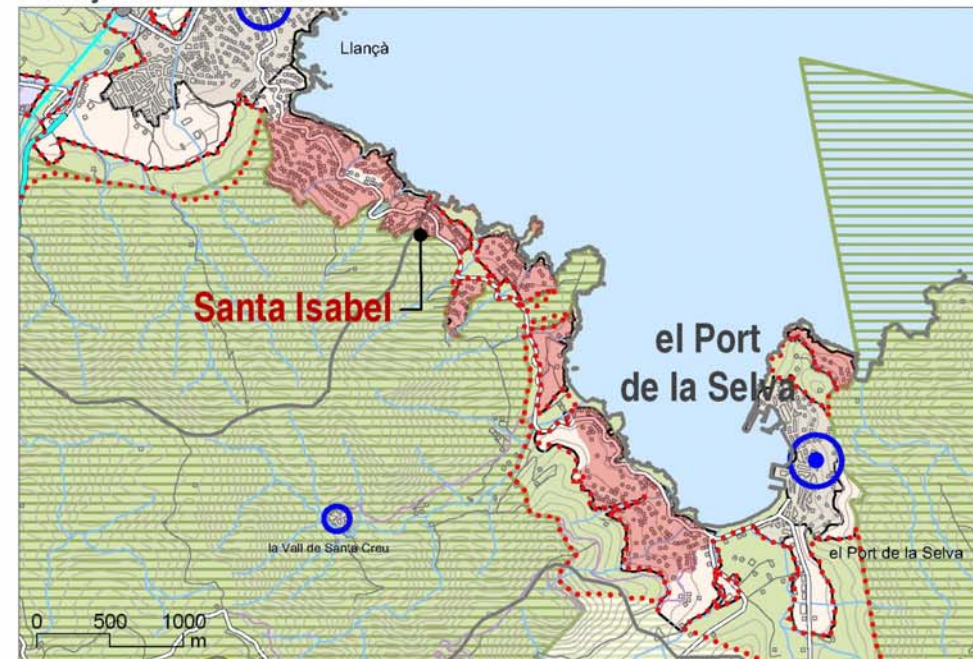 Llançà
Santa Isabel
el Port
de la Selva
la Vall de Santa Creu
el Port de la Selva
0 500 1000
m